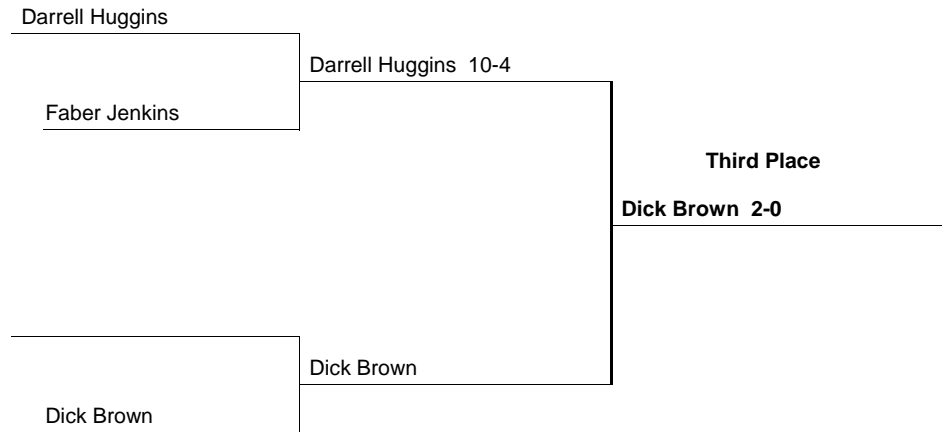 Darrell Huggins
Darrell Huggins 10-4
Faber Jenkins
Third Place
Dick Brown 2-0
Dick Brown
Dick Brown